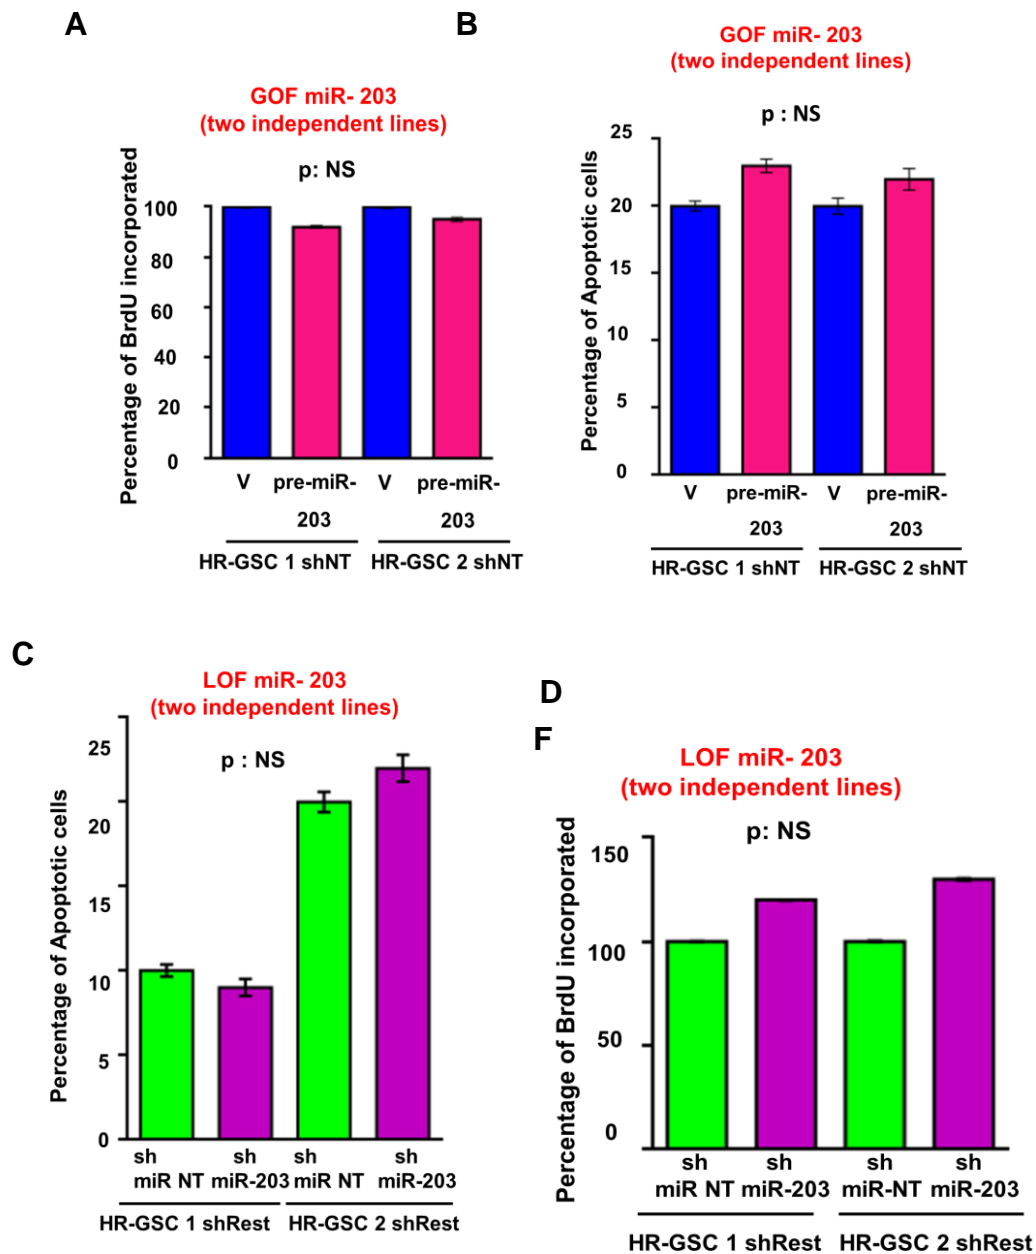 A
GOF miR- 203
(two independent lines)
p: NS
Percentage of BrdU incorporated
100
80
60
40
20
0
V pre-miR- V pre-miR-
203 203
HR-GSC 1 shNT HR-GSC 2 shNT
B
GOF miR- 203
(two independent lines)
p : NS
Percentage of Apoptotic cells
25
20
15
10
5
0
V pre-miR- V pre-miR-
203 203
HR-GSC 1 shNT HR-GSC 2 shNT
C
LOF miR- 203
(two independent lines)
p : NS
Percentage of Apoptotic cells
25
20
15
10
5
0
sh sh sh sh
miR NT miR-203 miR NT miR-203
HR-GSC 1 shRest HR-GSC 2 shRest
D
F
LOF miR- 203
(two independent lines)
p: NS
Percentage of BrdU incorporated
150
100
50
0
sh sh sh sh
miR NT miR-203 miR-NT miR-203
HR-GSC 1 shRest HR-GSC 2 shRest